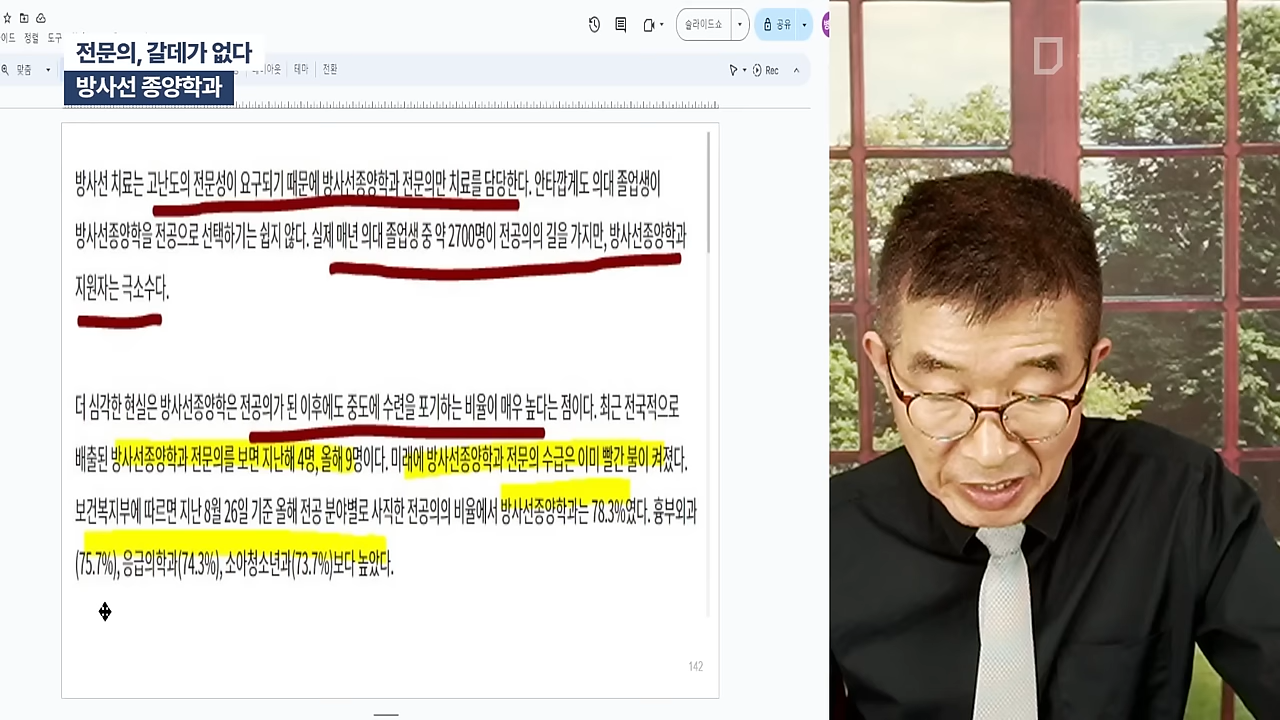 슬라이드쇼
공유
이드 정렬 도구
전문의, 갈데가 없다
맞춤
테마
전환
Rec
방사선 종양학과
방사선 치료는 고난도의 전문성이 요구되기 때문에 방사선종양학과 전문의만 치료를 담당한다. 안타깝게도 의대 졸업생이
방사선종양학을 전공으로 선택하기는 쉽지 않다. 실제 매년 의대 졸업생 중 약 2700명이 전공의의 길을 가지만, 방사선종양학과
지원자는 극소수다.
더 심각한 현실은 방사선종양학은 전공의가 된 이후에도 중도에 수련을 포기하는 비율이 매우 높다는 점이다. 최근 전국적으로
배출된 방사선종양학과 전문의를 보면 지난해 4명, 올해 9명이다. 미래에 방사선종양학과 전문의 수급은 이미 빨간 불이 켜졌다.
보건복지부에 따르면 지난 8월 26일 기준 올해 전공 분야별로 사직한 전공의의 비율에서 방사선종양학과는 78.3%였다. 흉부외과
(75.7%), 응급의학과(74.3%), 소아청소년과(73.7%)보다 높았다.
142